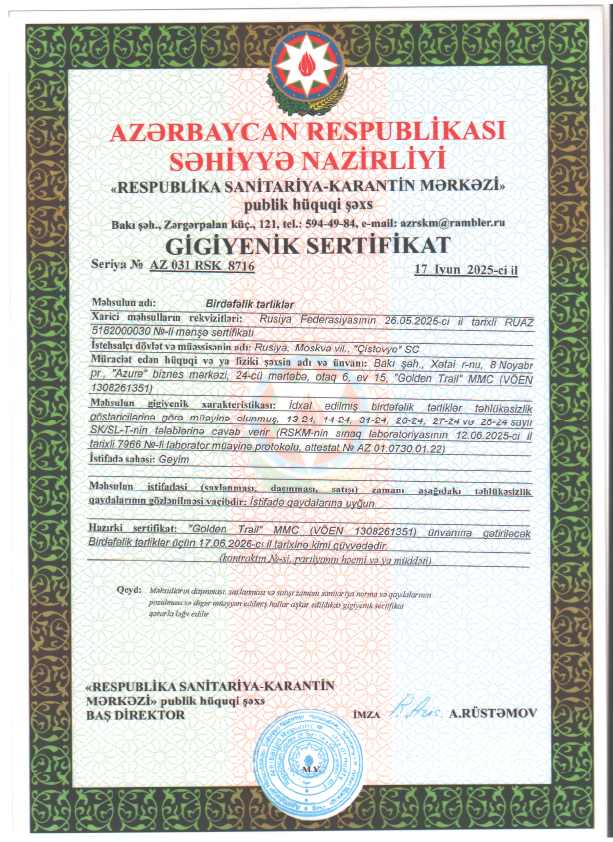 AZƏRBAYCAN RESPUBLİKASI
SƏHİYYƏ NAZİRLİYİ
«RESPUBLİKA SANİTARİYA-KARANTİN MƏRKƏZİ»
publik hüquqi şəxs
Bakı şəh., Zərgərpalan küç., 121, tel.: 594-49-84, e-mail: azrskm@rambler.ru
GİGİYENİK SERTİFİKAT
Seriya № AZ 031 RSK 8716
17 Iyun 2025-ci il
Məhsulun adı: Birdəfəlik tərliklər
Xarici məhsulların rekvizitləri: Rusiya Federasiyasının 26.05.2025-ci il tarixli RUAZ
5182000030 №-li mənşə sertifikatı
İstehsalçı dövlət və müəssisənin adı: Rusiya, Moskva vil., "Çistovye" SC
Müraciət edən hüquqi və ya fiziki şəxsin adı və ünvanı: Bakı şəh., Xətai r-nu, 8 Noyabr
pr., "Azure" biznes mərkəzi, 24-cü mərtəbə, otaq 6, ev 15, "Golden Trail" MMC (VÖEN
1308261351)
Məhsulun gigiyenik xarakteristikası: İdxal edilmiş birdəfəlik tərliklər təhlükəsizlik
göstəricilərinə görə müayinə olunmuş, 13-24, 14-24, 01-24, 26-24, 27-24 və 28-24 saylı
SK/SL-T-nin tələblərinə cavab verir (RSKM-nin sınaq laboratoriyasının 12.06.2025-ci il
tarixli 7966 №-li laborator müayinə protokolu, attestat № AZ 01.0730.01.22)
İstifadə sahəsi: Geyim
Məhsulun istifadəsi (saxlanması, daşınması, satışı) zamanı aşağıdakı təhlükəsizlik
qaydalarının gözlənilməsi vacibdir: İstifadə qaydalarına uyğun
Hazırki sertifikat: "Golden Trail" MMC (VÖEN 1308261351) ünvanına gətiriləcək
Birdəfəlik tərliklər üçün 17.06.2026-cı il tarixinə kimi qüvvədədir.
(kontraktın №-si, partiyanın həcmi və ya müddəti)
Qeyd: Məhsulların daşınması, saxlanması və satışı zamanı sanitariya norma və qaydalarının
pozulması və digər müəyyən edilmiş hallar aşkar edildikdə gigiyenik sertifikat
qərarla ləğv edilir
«RESPUBLİKA SANİTARİYA-KARANTİN
MƏRKƏZİ» publik hüquqi şəxs
BAŞ DİREKTOR
İMZA A.RÜSTƏMOV
M.Y.